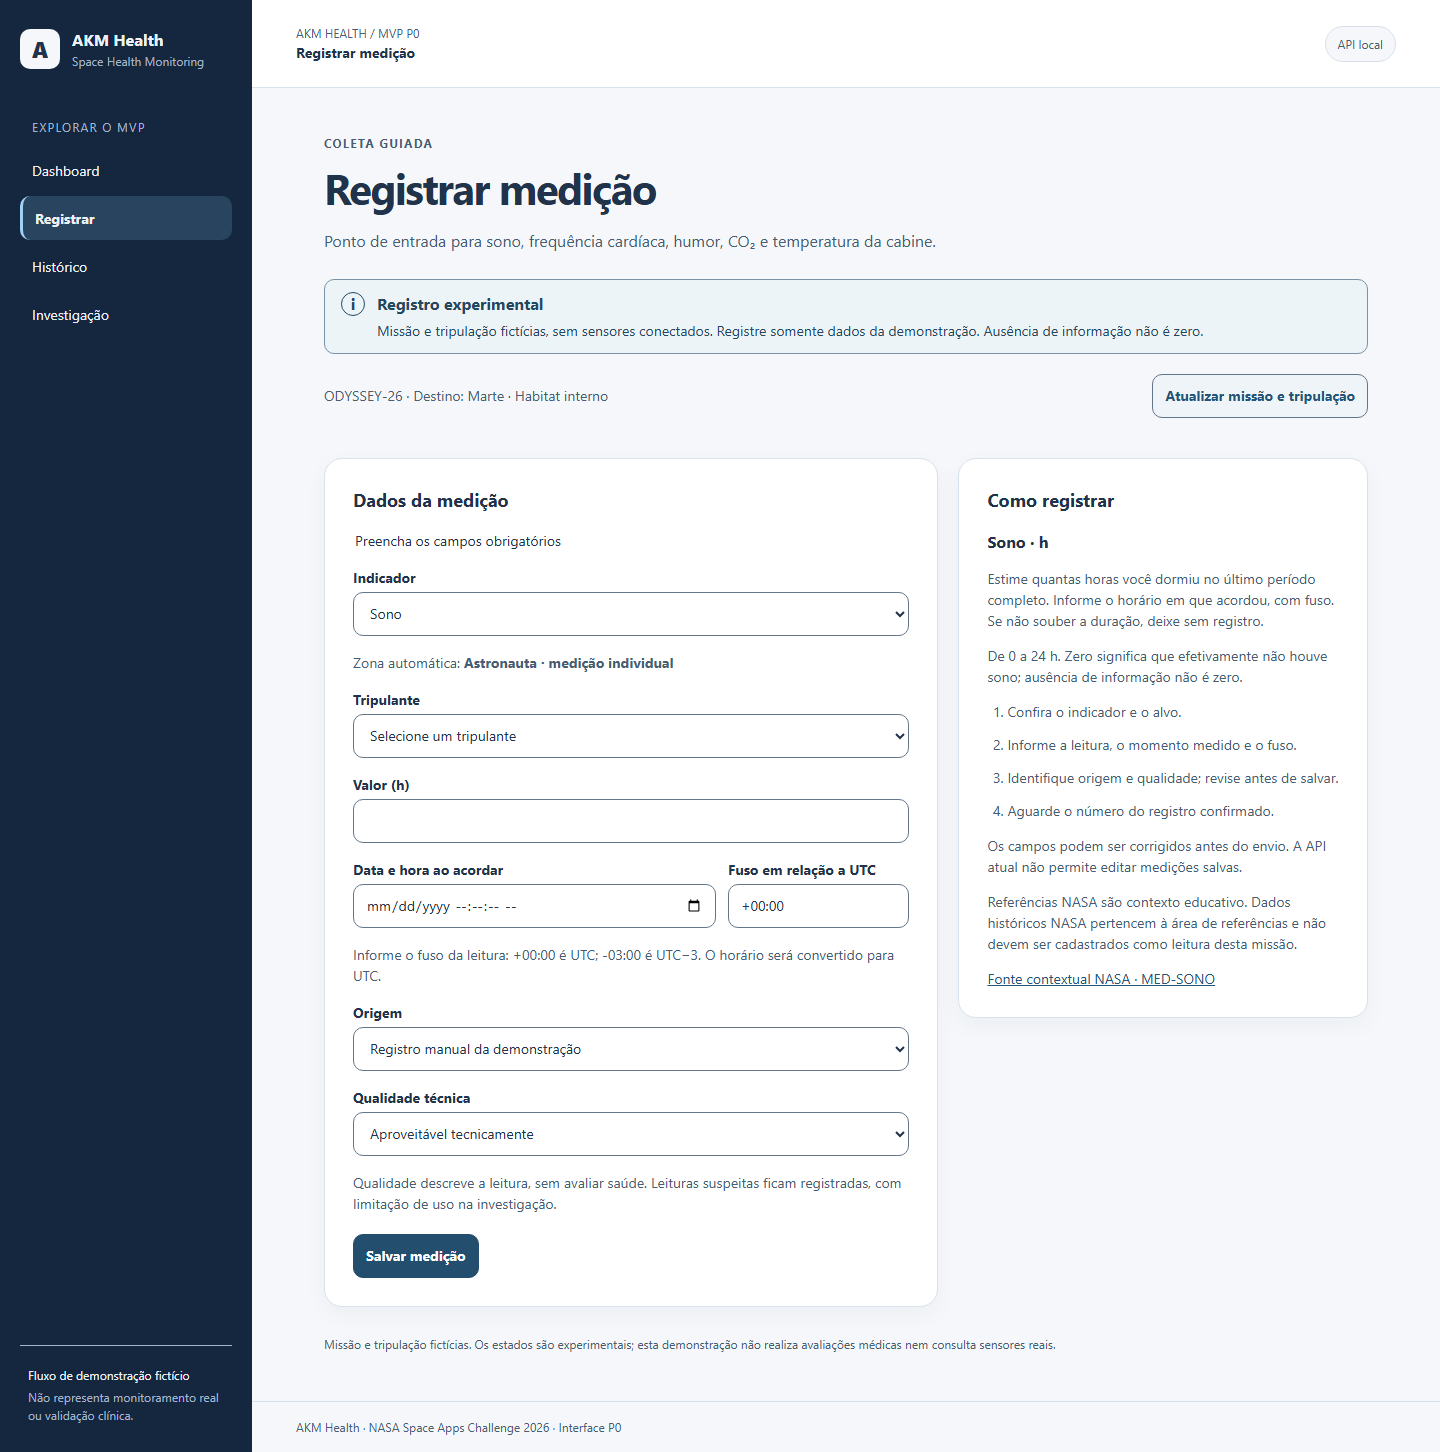 A
AKM Health
Space Health Monitoring
EXPLORAR O MVP
Dashboard
Registrar
Histórico
Investigação
Fluxo de demonstração fictício
Não representa monitoramento real
ou validação clínica.
AKM HEALTH / MVP P0
Registrar medição
API local
COLETA GUIADA
Registrar medição
Ponto de entrada para sono, frequência cardíaca, humor, CO₂ e temperatura da cabine.
i
Registro experimental
Missão e tripulação fictícias, sem sensores conectados. Registre somente dados da demonstração. Ausência de informação não é zero.
ODYSSEY-26 · Destino: Marte · Habitat interno
Atualizar missão e tripulação
Dados da medição
Preencha os campos obrigatórios
Indicador
Sono
Zona automática: Astronauta · medição individual
Tripulante
Selecione um tripulante
Valor (h)
Data e hora ao acordar
Fuso em relação a UTC
mm/dd/yyyy --:--:-- --
+00:00
Informe o fuso da leitura: +00:00 é UTC; -03:00 é UTC−3. O horário será convertido para
UTC.
Origem
Registro manual da demonstração
Qualidade técnica
Aproveitável tecnicamente
Qualidade descreve a leitura, sem avaliar saúde. Leituras suspeitas ficam registradas, com
limitação de uso na investigação.
Salvar medição
Como registrar
Sono · h
Estime quantas horas você dormiu no último período
completo. Informe o horário em que acordou, com fuso.
Se não souber a duração, deixe sem registro.
De 0 a 24 h. Zero significa que efetivamente não houve
sono; ausência de informação não é zero.
1. Confira o indicador e o alvo.
2. Informe a leitura, o momento medido e o fuso.
3. Identifique origem e qualidade; revise antes de salvar.
4. Aguarde o número do registro confirmado.
Os campos podem ser corrigidos antes do envio. A API
atual não permite editar medições salvas.
Referências NASA são contexto educativo. Dados
históricos NASA pertencem à área de referências e não
devem ser cadastrados como leitura desta missão.
Fonte contextual NASA · MED-SONO
Missão e tripulação fictícias. Os estados são experimentais; esta demonstração não realiza avaliações médicas nem consulta sensores reais.
AKM Health · NASA Space Apps Challenge 2026 · Interface P0